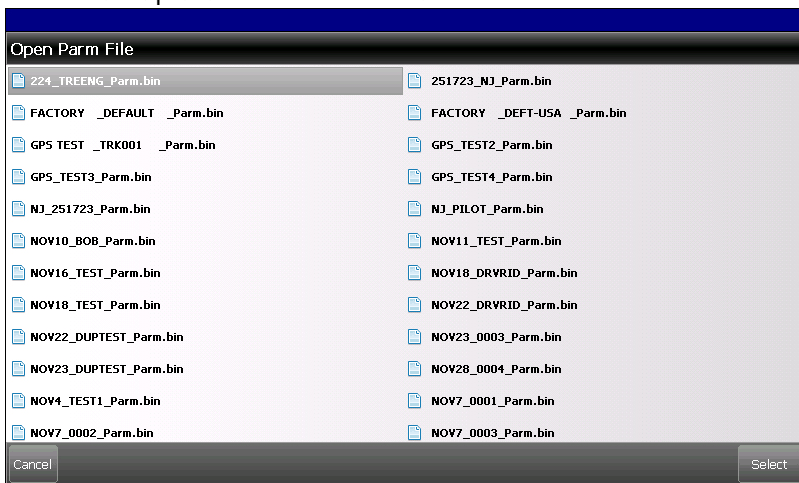 Open Parm File
224_TREENG_Parm.bin 251723_NJ_Parm.bin
FACTORY _DEFAULT _Parm.bin FACTORY _DEFT-USA _Parm.bin
GPS TEST _TRK001 _Parm.bin GPS_TEST2_Parm.bin
GPS_TEST3_Parm.bin GPS_TEST4_Parm.bin
NJ_251723_Parm.bin NJ_PILOT_Parm.bin
NOV10_BOB_Parm.bin NOV11_TEST_Parm.bin
NOV16_TEST_Parm.bin NOV18_DRVRID_Parm.bin
NOV18_TEST_Parm.bin NOV22_DRVRID_Parm.bin
NOV22_DUPTEST_Parm.bin NOV23_0003_Parm.bin
NOV23_DUPTEST_Parm.bin NOV28_0004_Parm.bin
NOV4_TEST1_Parm.bin NOV7_0001_Parm.bin
NOV7_0002_Parm.bin NOV7_0003_Parm.bin
Cancel Select